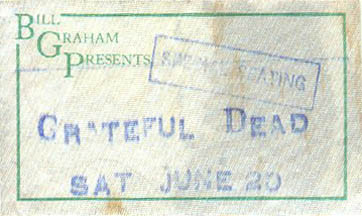 BILL
GRAHAM
PRESENTS
SEATING
GRATEFUL DEAD
SAT JUNE 20